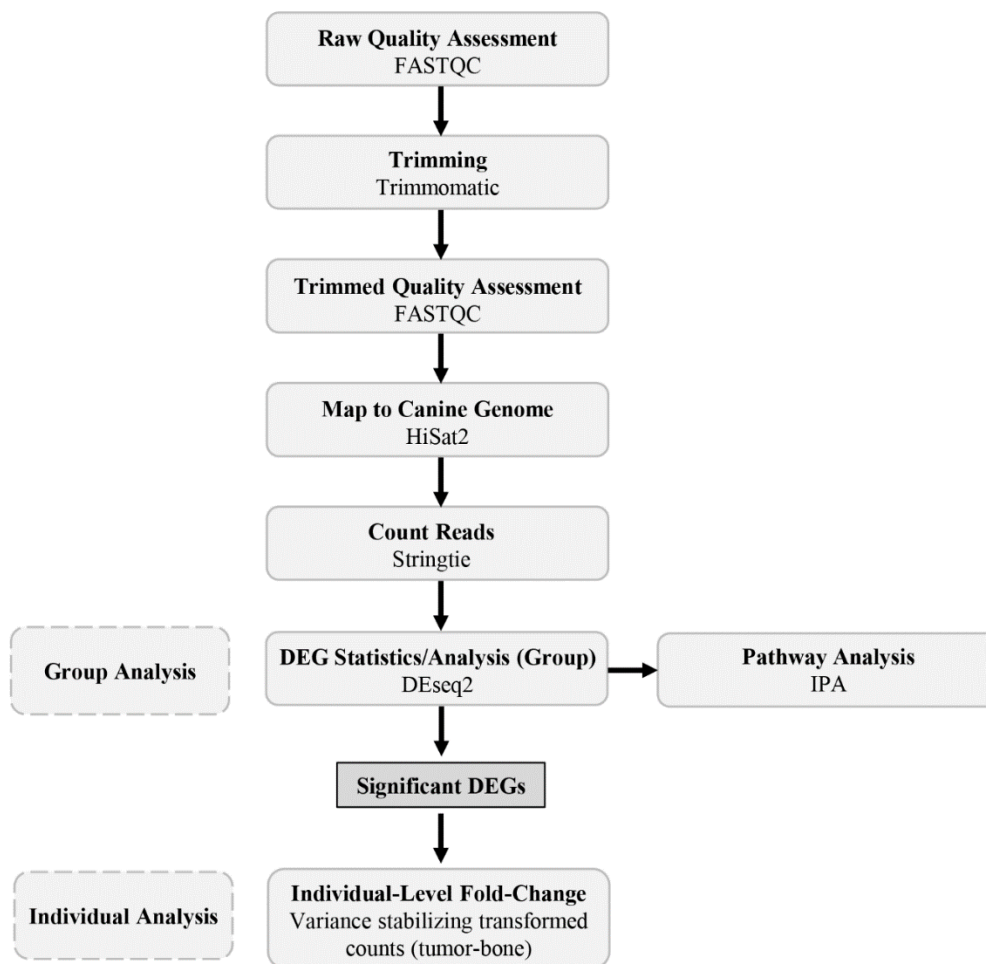 Raw Quality Assessment
FASTQC
Trimming
Trimmomatic
Trimmed Quality Assessment
FASTQC
Map to Canine Genome
HiSat2
Count Reads
Stringtie
Group Analysis
DEG Statistics/Analysis (Group)
DEseq2
Pathway Analysis
IPA
Significant DEGs
Individual Analysis
Individual-Level Fold-Change
Variance stabilizing transformed
counts (tumor-bone)